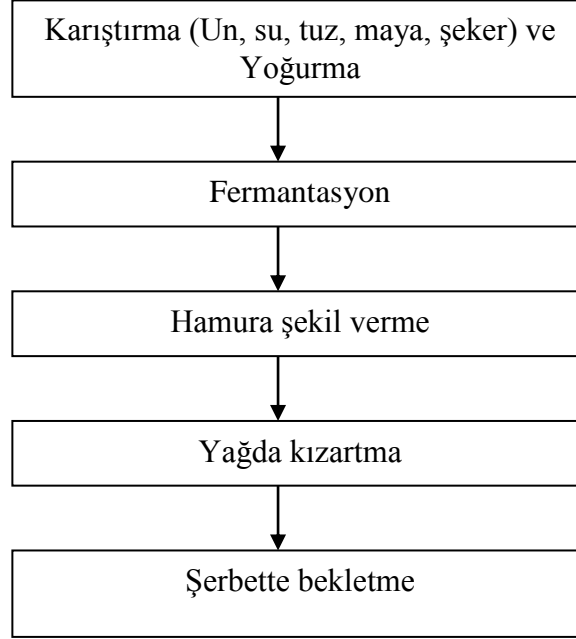 Karıştırma (Un, su, tuz, maya, şeker) ve
Yoğurma
Fermantasyon
Hamura şekil verme
Yağda kızartma
Şerbette bekletme